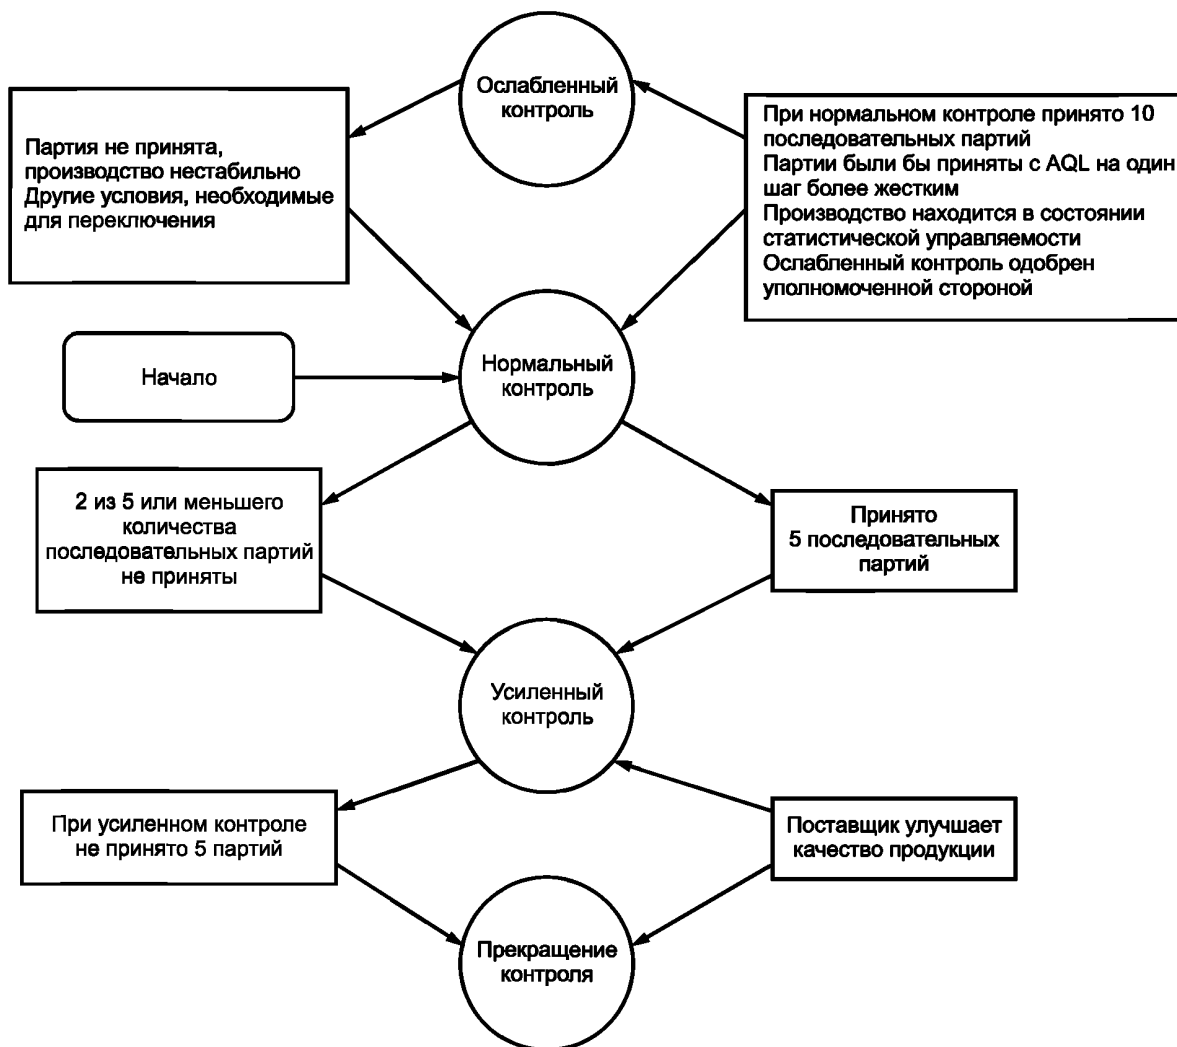 Ослабленный
контроль
Партия не принята,
производство нестабильно
Другие условия, необходимые
для переключения
При нормальном контроле принято 10
последовательных партий
Партии были бы приняты с AQL на один
шаг более жестким
Производство находится в состоянии
статистической управляемости
Ослабленный контроль одобрен
уполномоченной стороной
Начало
Нормальный
контроль
2 из 5 или меньшего
количества
последовательных партий
не приняты
Принято
5 последовательных
партий
Усиленный
контроль
При усиленном контроле
не принято 5 партий
Поставщик улучшает
качество продукции
Прекращение
контроля